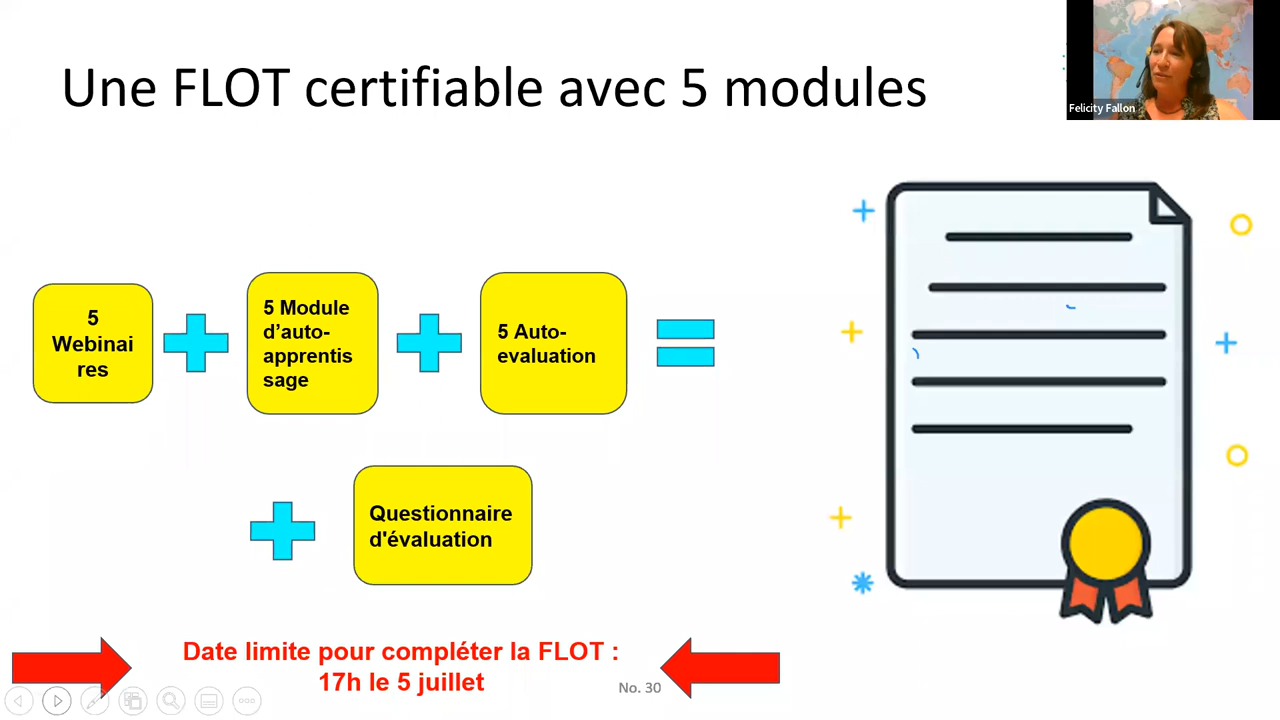 Une FLOT certifiable avec 5 modules
Felicity Fallon
5
Webinai
res
5 Module
d’auto-
apprentis
sage
5 Auto-
evaluation
Questionnaire
d'évaluation
Date limite pour compléter la FLOT :
17h le 5 juillet
No. 30